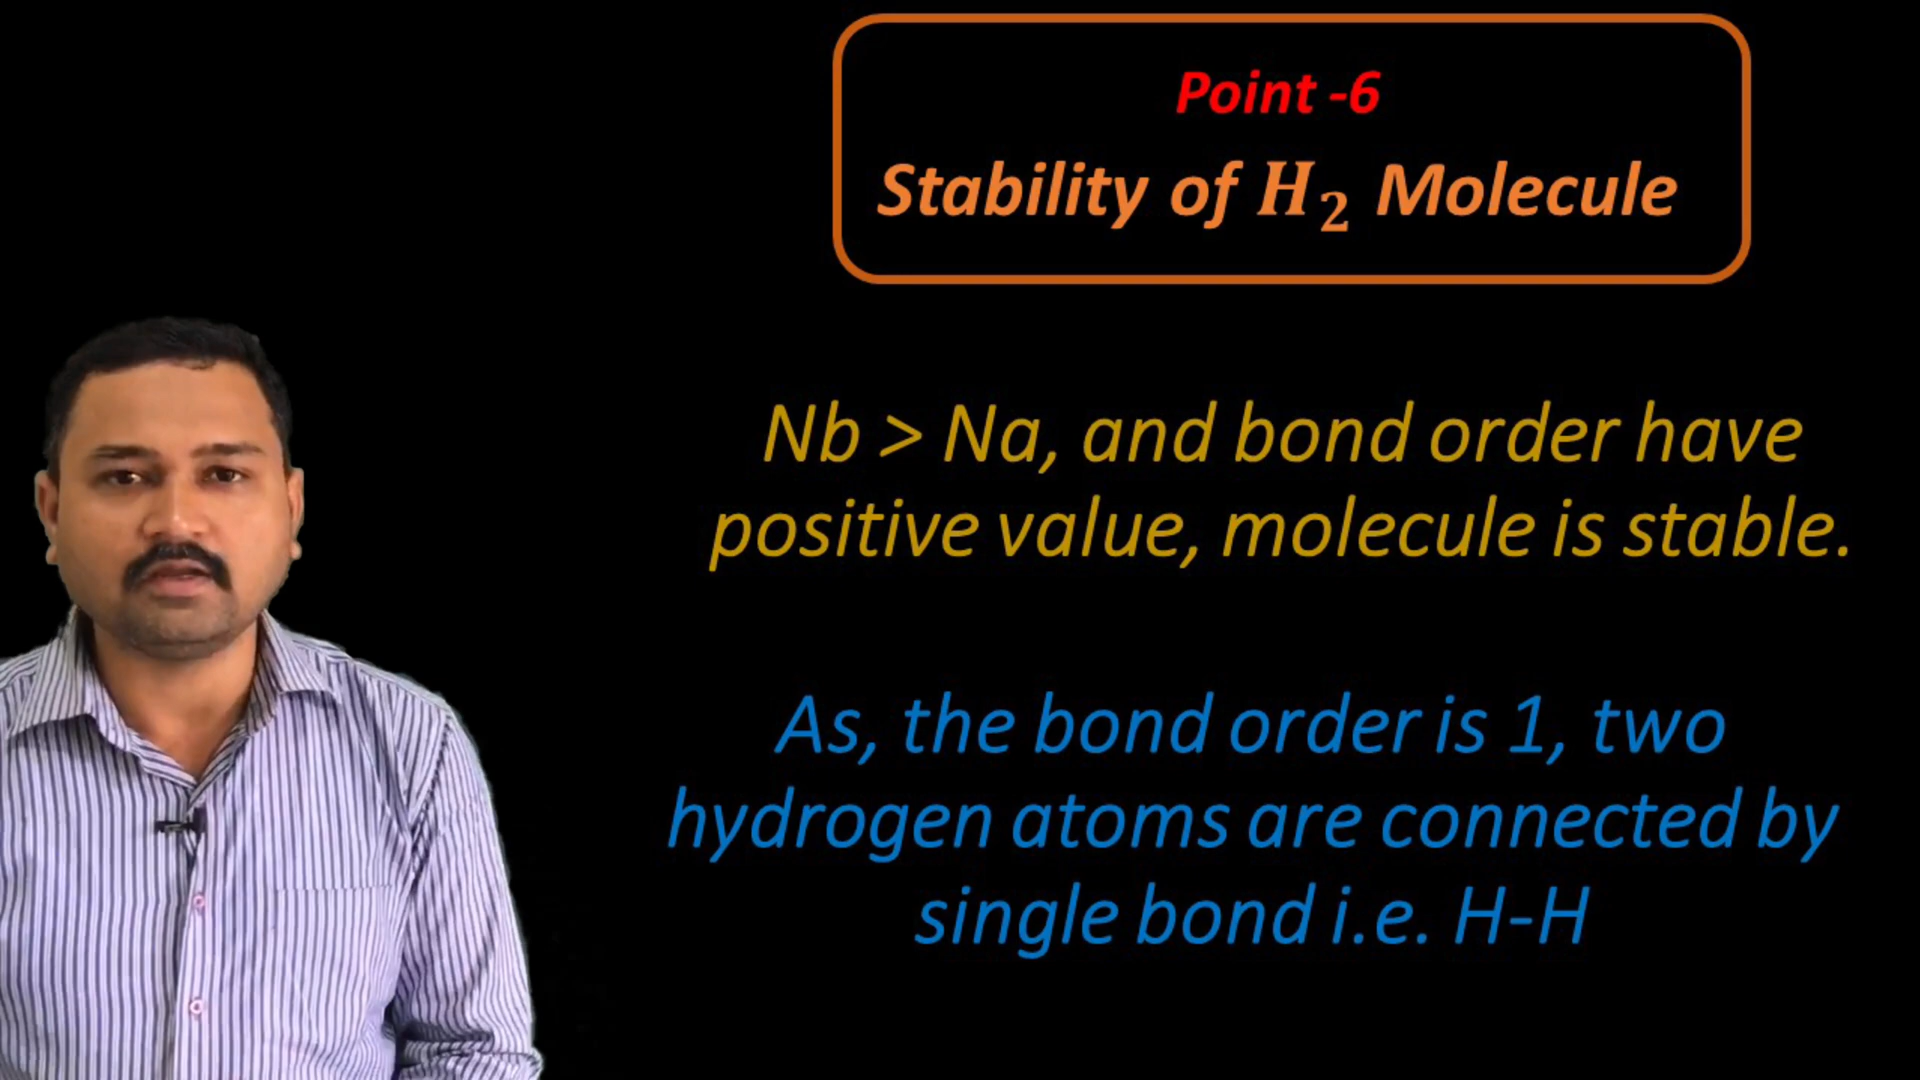 Point -6
Stability of H₂ Molecule
Nb > Na, and bond order have
positive value, molecule is stable.
As, the bond order is 1, two
hydrogen atoms are connected by
single bond i.e. H-H